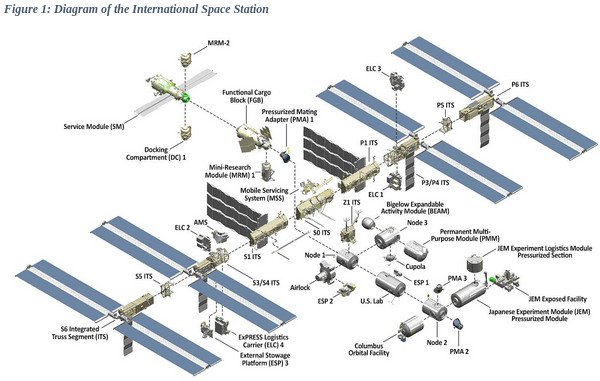 Figure 1: Diagram of the International Space Station
MRM-2
ELC 3
P6 ITS
Functional Cargo
Block (FGB)
P5 ITS
Pressurized Mating
Adapter (PMA) 1
Service Module (SM)
P1 ITS
Docking
Compartment (DC) 1
Mini-Research
Module (MRM) 1
P3/P4 ITS
Mobile Servicing
System (MSS)
ELC 1
Z1 ITS
Bigelow Expandable
Activity Module (BEAM)
Node 3
ELC 2
AMS
S0 ITS
Permanent Multi-
Purpose Module (PMM)
S1 ITS
Node 1
JEM Experiment Logistics Module
Pressurized Section
Cupola
S5 ITS
S3/S4 ITS
Airlock
ESP 1
PMA 3
ESP 2
U.S. Lab
JEM Exposed Facility
Japanese Experiment Module (JEM)
Pressurized Module
S6 Integrated
Truss Segment (ITS)
ExPRESS Logistics
Carrier (ELC) 4
Node 2
External Stowage
Platform (ESP) 3
Columbus
Orbital Facility
PMA 2